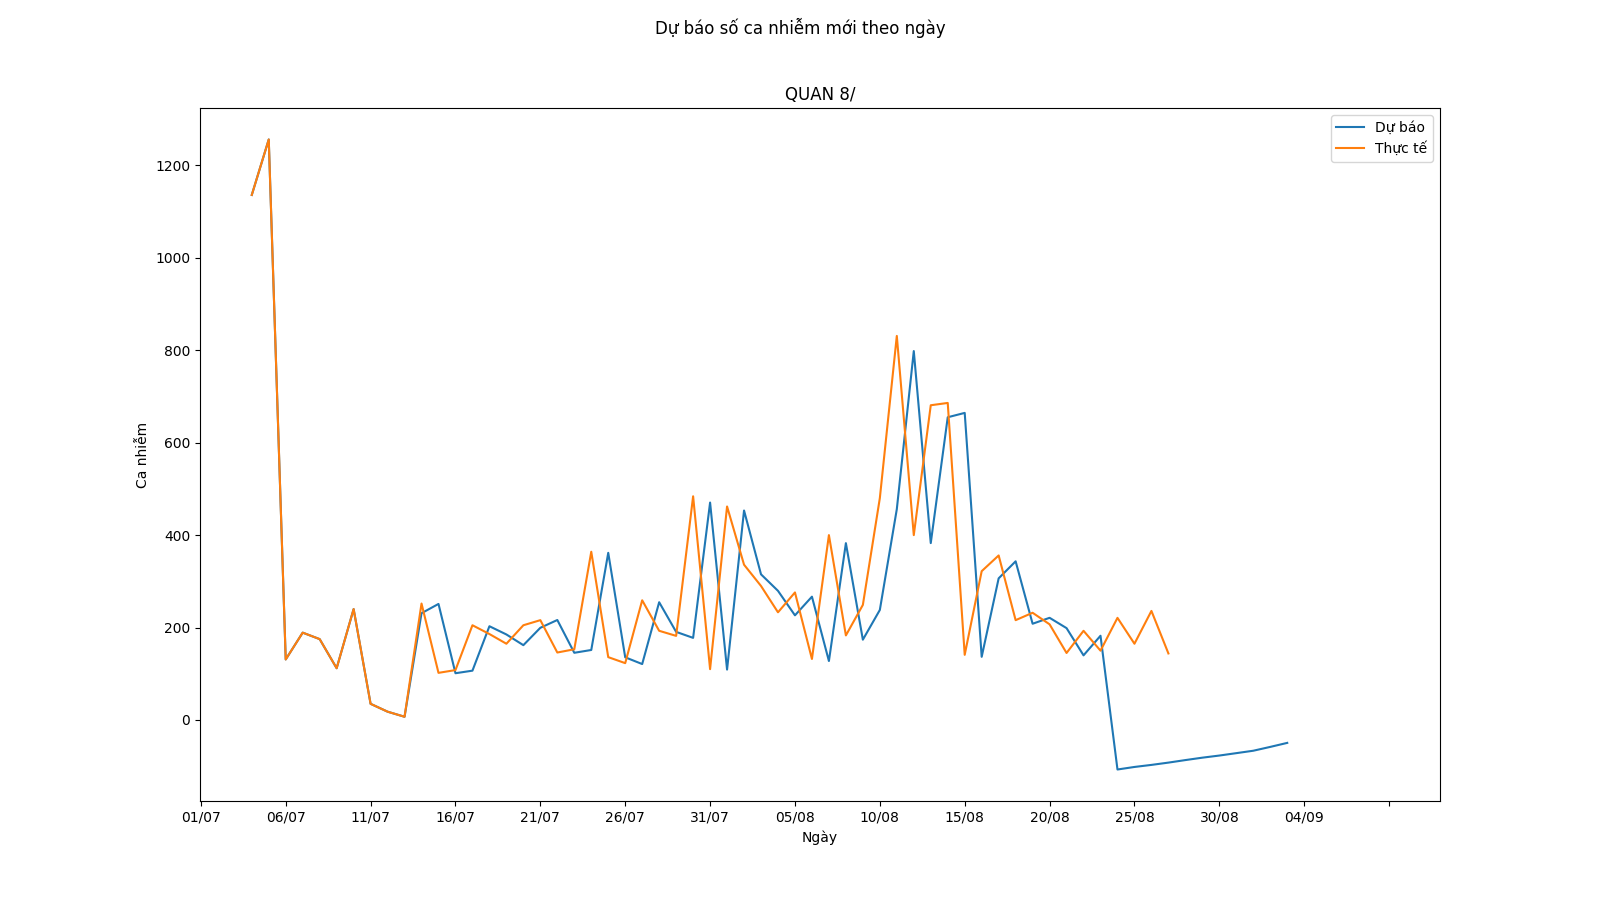 Dự báo số ca nhiễm mới theo ngày
QUAN 8/
Dự báo
Thực tế
1200
1000
800
600
400
200
0
Ca nhiễm
01/07 06/07 11/07 16/07 21/07 26/07 31/07 05/08 10/08 15/08 20/08 25/08 30/08 04/09
Ngày